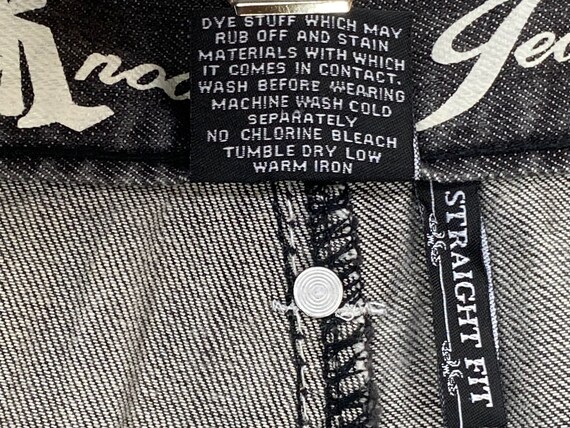 DYE STUFF WHICH MAY
RUB OFF AND STAIN
MATERIALS WITH WHICH
IT COMES IN CONTACT.
WASH BEFORE WEARING
MACHINE WASH COLD
SEPARATELY
NO CHLORINE BLEACH
TUMBLE DRY LOW
WARM IRON
STRAIGHT FIT